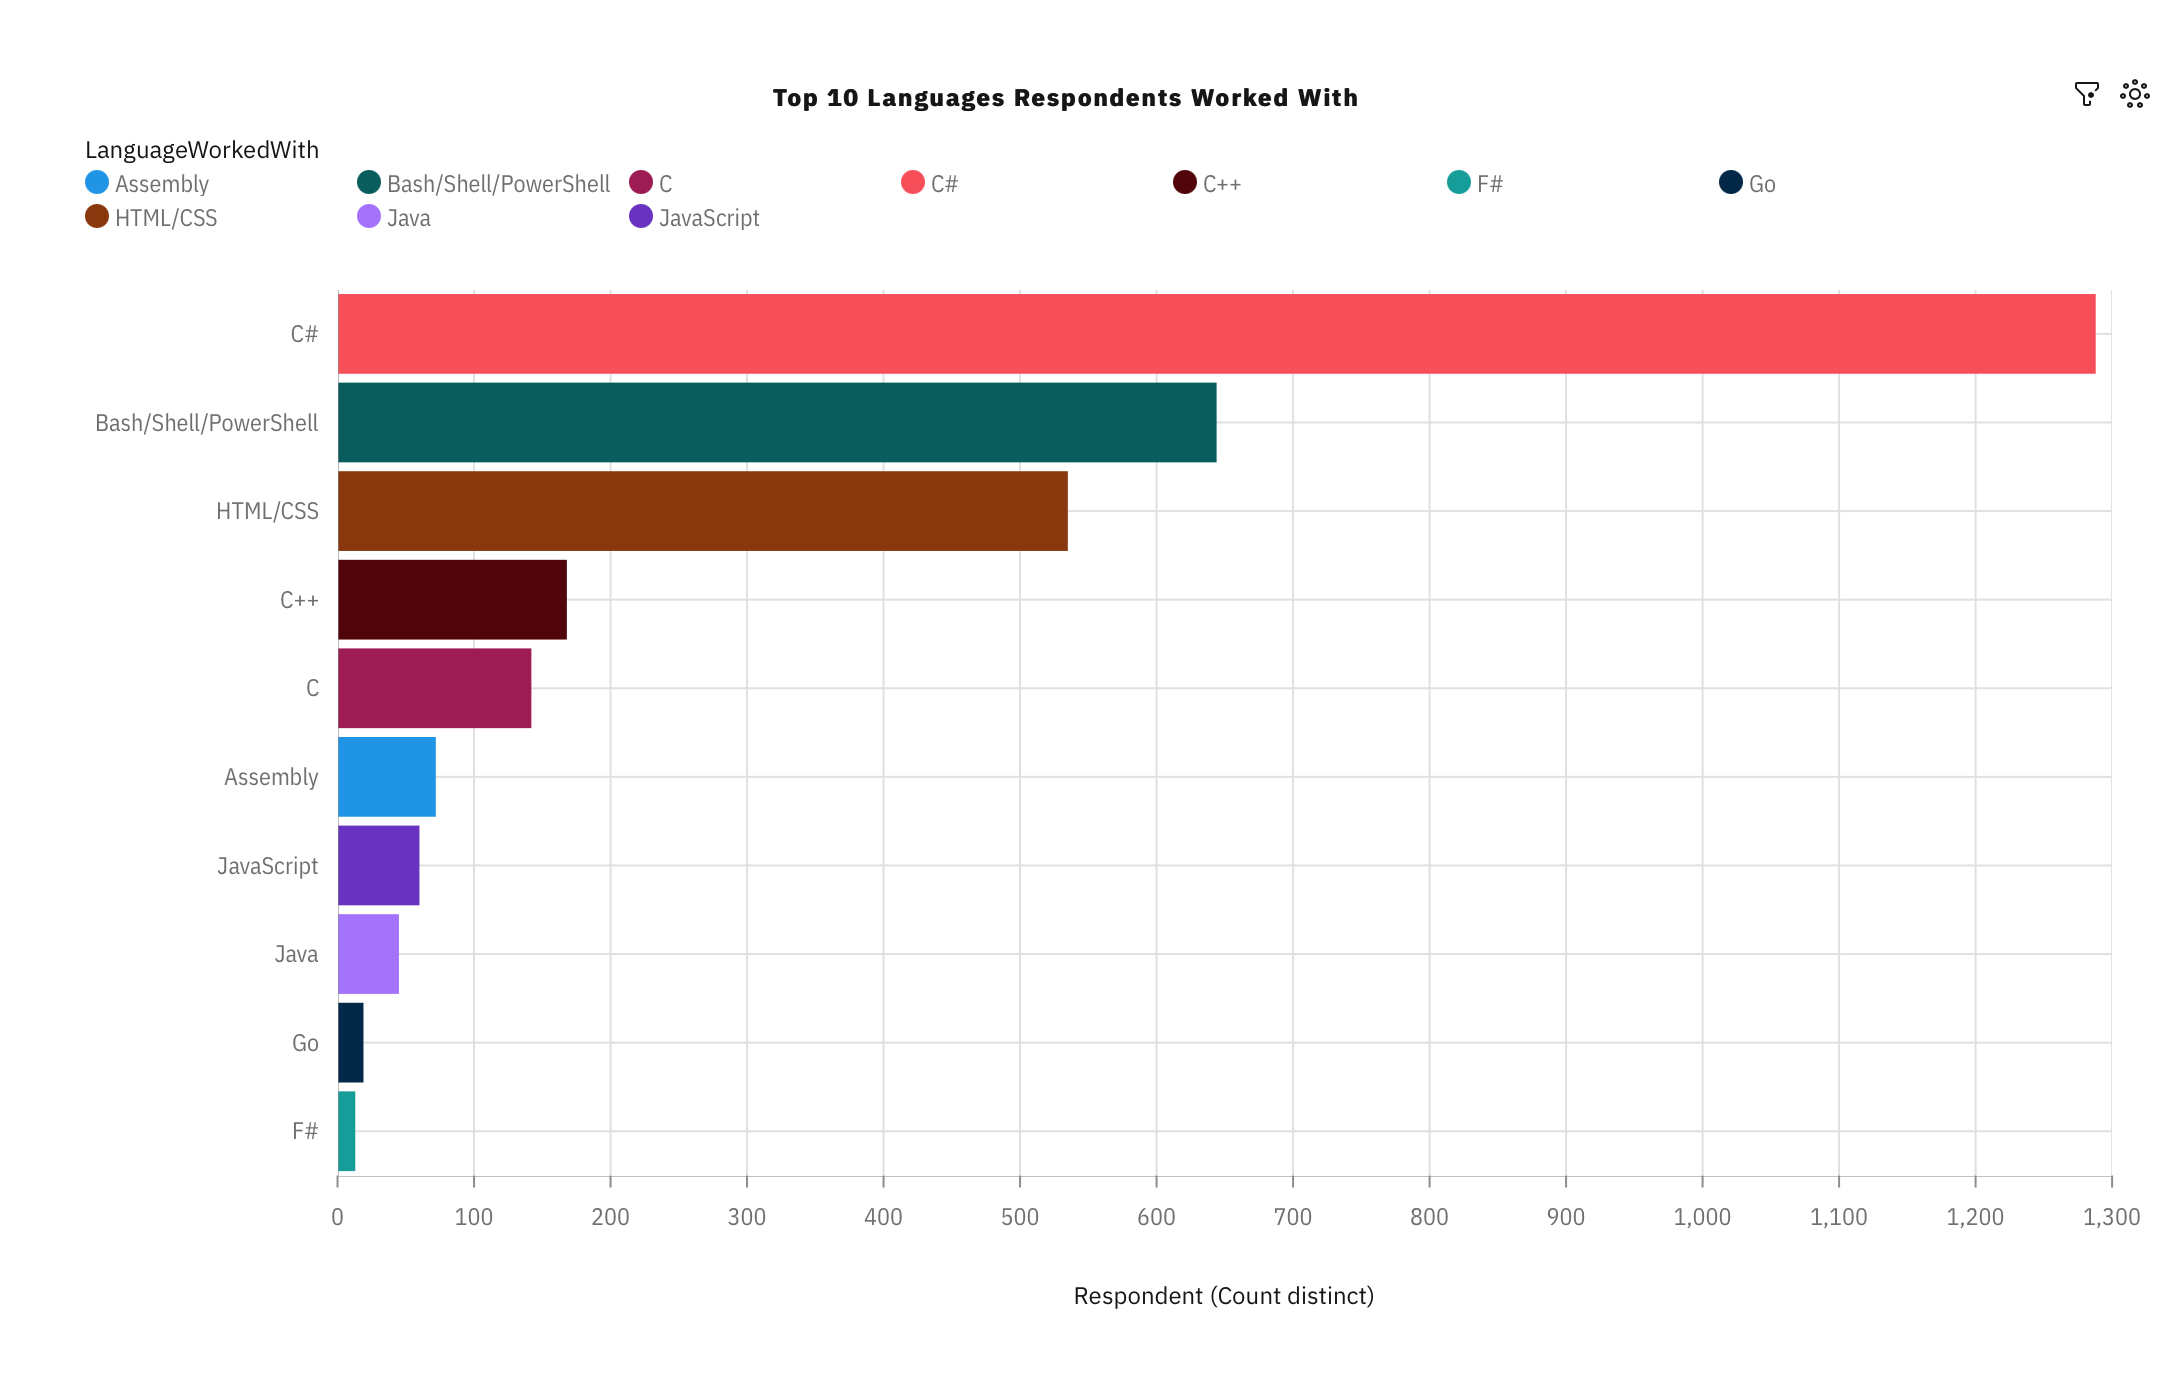 Top 10 Languages Respondents Worked With
LanguageWorkedWith
Assembly Bash/Shell/PowerShell C C# C++ F# Go
HTML/CSS Java JavaScript
C#
Bash/Shell/PowerShell
HTML/CSS
C++
C
Assembly
JavaScript
Java
Go
F#
0 100 200 300 400 500 600 700 800 900 1,000 1,100 1,200 1,300
Respondent (Count distinct)